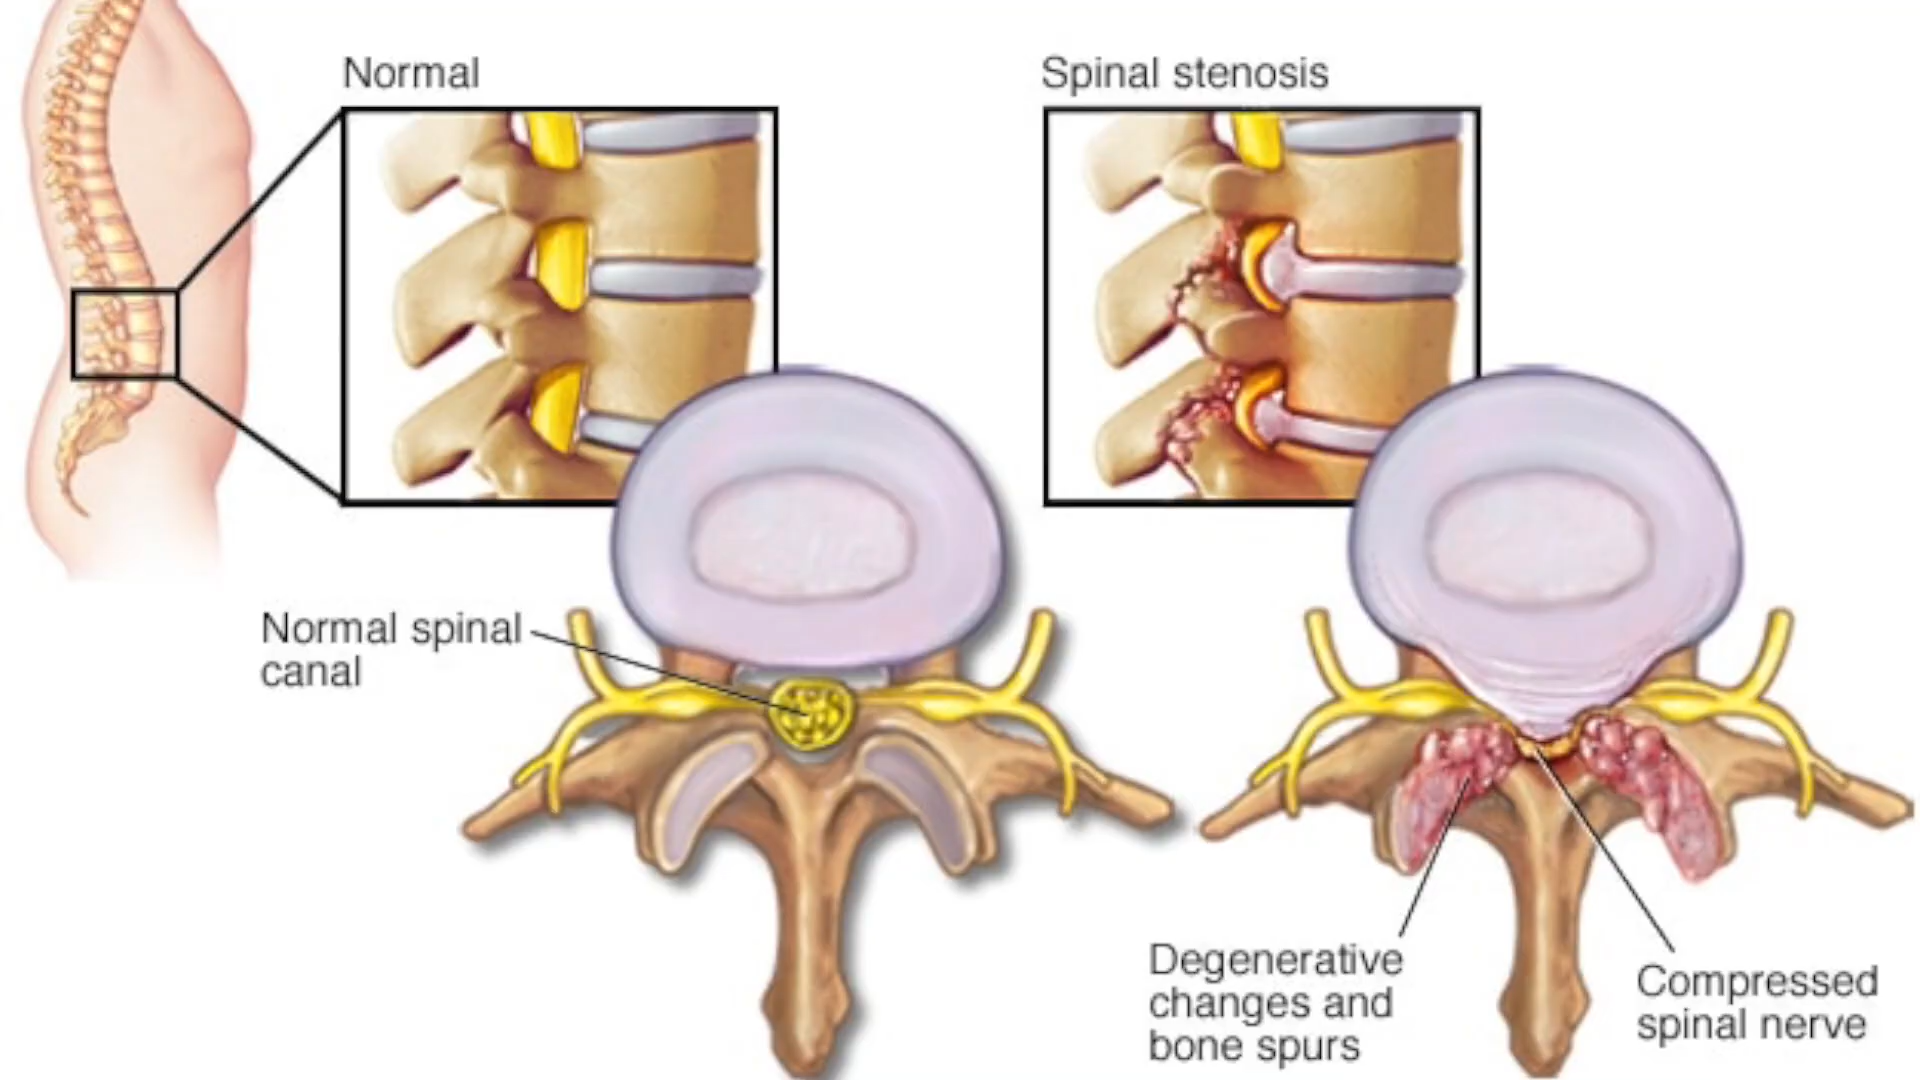 Normal
Spinal stenosis
Normal spinal
canal
Degenerative
changes and
bone spurs
Compressed
spinal nerve